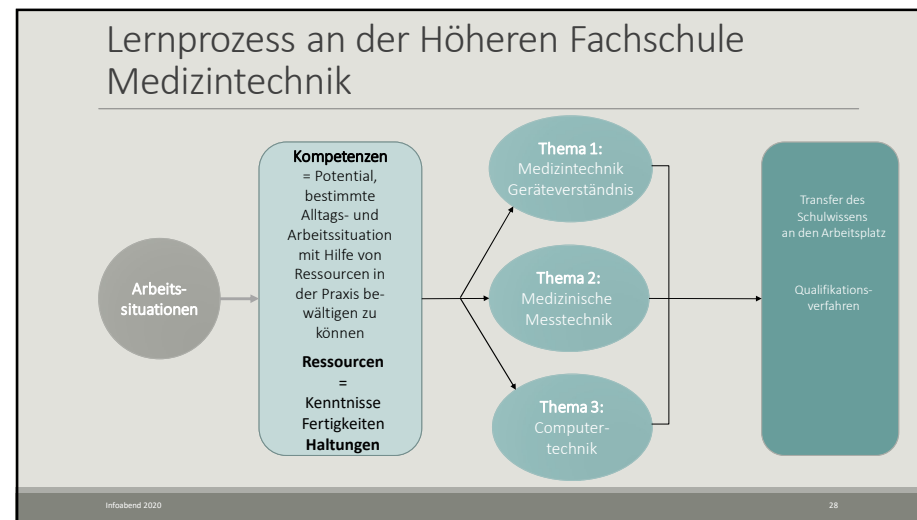 Lernprozess an der Höheren Fachschule
Medizintechnik
Arbeits-
situationen
Kompetenzen
= Potential,
bestimmte
Alltags- und
Arbeitssituation
mit Hilfe von
Ressourcen in
der Praxis be-
wältigen zu
können
Ressourcen
=
Kenntnisse
Fertigkeiten
Haltungen
Thema 1:
Medizintechnik
Geräteverständnis
Thema 2:
Medizinische
Messtechnik
Thema 3:
Computer-
technik
Transfer des
Schulwissens
an den Arbeitsplatz
Qualifikations-
verfahren
Infoabend 2020
28